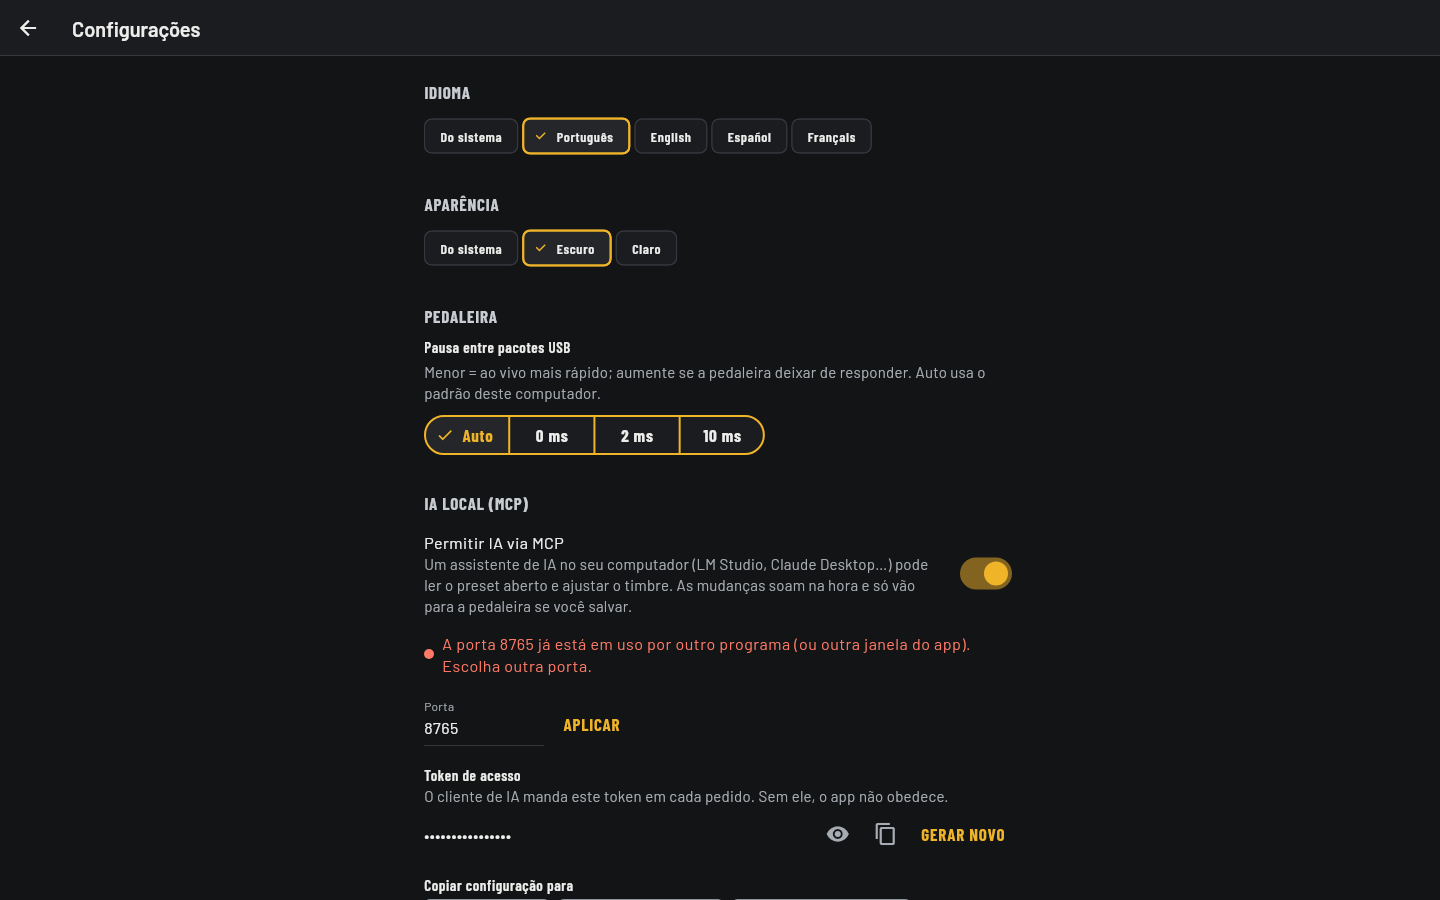 Configurações
IDIOMA
Do sistema
Português
English
Español
Français
APARÊNCIA
Do sistema
Escuro
Claro
PEDALEIRA
Pausa entre pacotes USB
Menor = ao vivo mais rápido; aumente se a pedaleira deixar de responder. Auto usa o
padrão deste computador.
Auto
0 ms
2 ms
10 ms
IA LOCAL (MCP)
Permitir IA via MCP
Um assistente de IA no seu computador (LM Studio, Claude Desktop...) pode
ler o preset aberto e ajustar o timbre. As mudanças soam na hora e só vão
para a pedaleira se você salvar.
A porta 8765 já está em uso por outro programa (ou outra janela do app).
Escolha outra porta.
Porta
8765
APLICAR
Token de acesso
O cliente de IA manda este token em cada pedido. Sem ele, o app não obedece.
••••••••••••••••
GERAR NOVO
Copiar configuração para